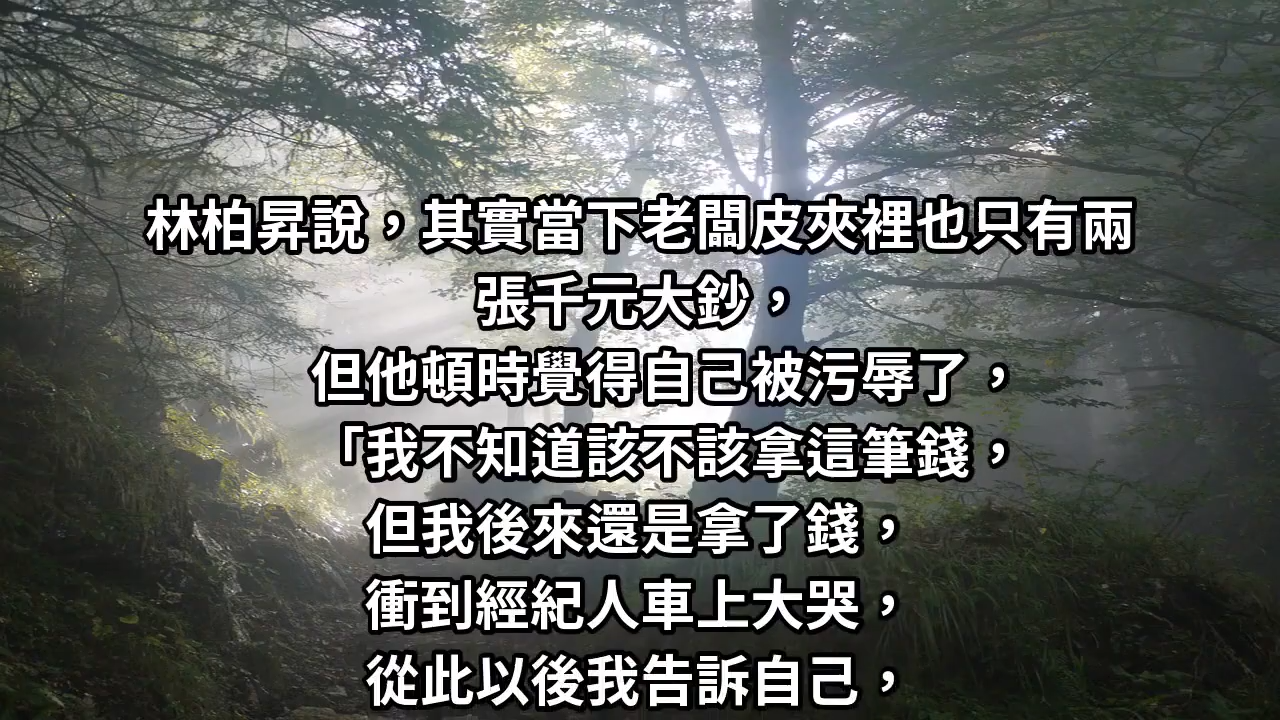 林柏昇說，其實當下老闆皮夾裡也只有兩
張千元大鈔，
但他頓時覺得自己被污辱了，
「我不知道該不該拿這筆錢，
但我後來還是拿了錢，
衝到經紀人車上大哭，
從此以後我告訴自己，